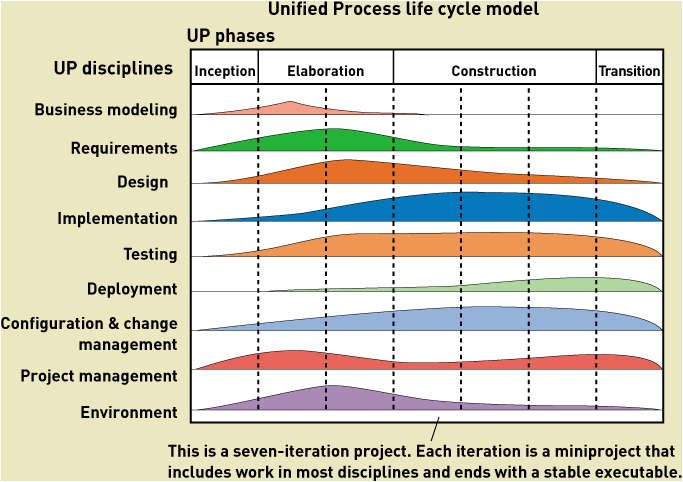 Unified Process life cycle model
UP phases
UP disciplines
Inception
Elaboration
Construction
Transition
Business modeling
Requirements
Design
Implementation
Testing
Deployment
Configuration & change
management
Project management
Environment
This is a seven-iteration project. Each iteration is a miniproject that
includes work in most disciplines and ends with a stable executable.